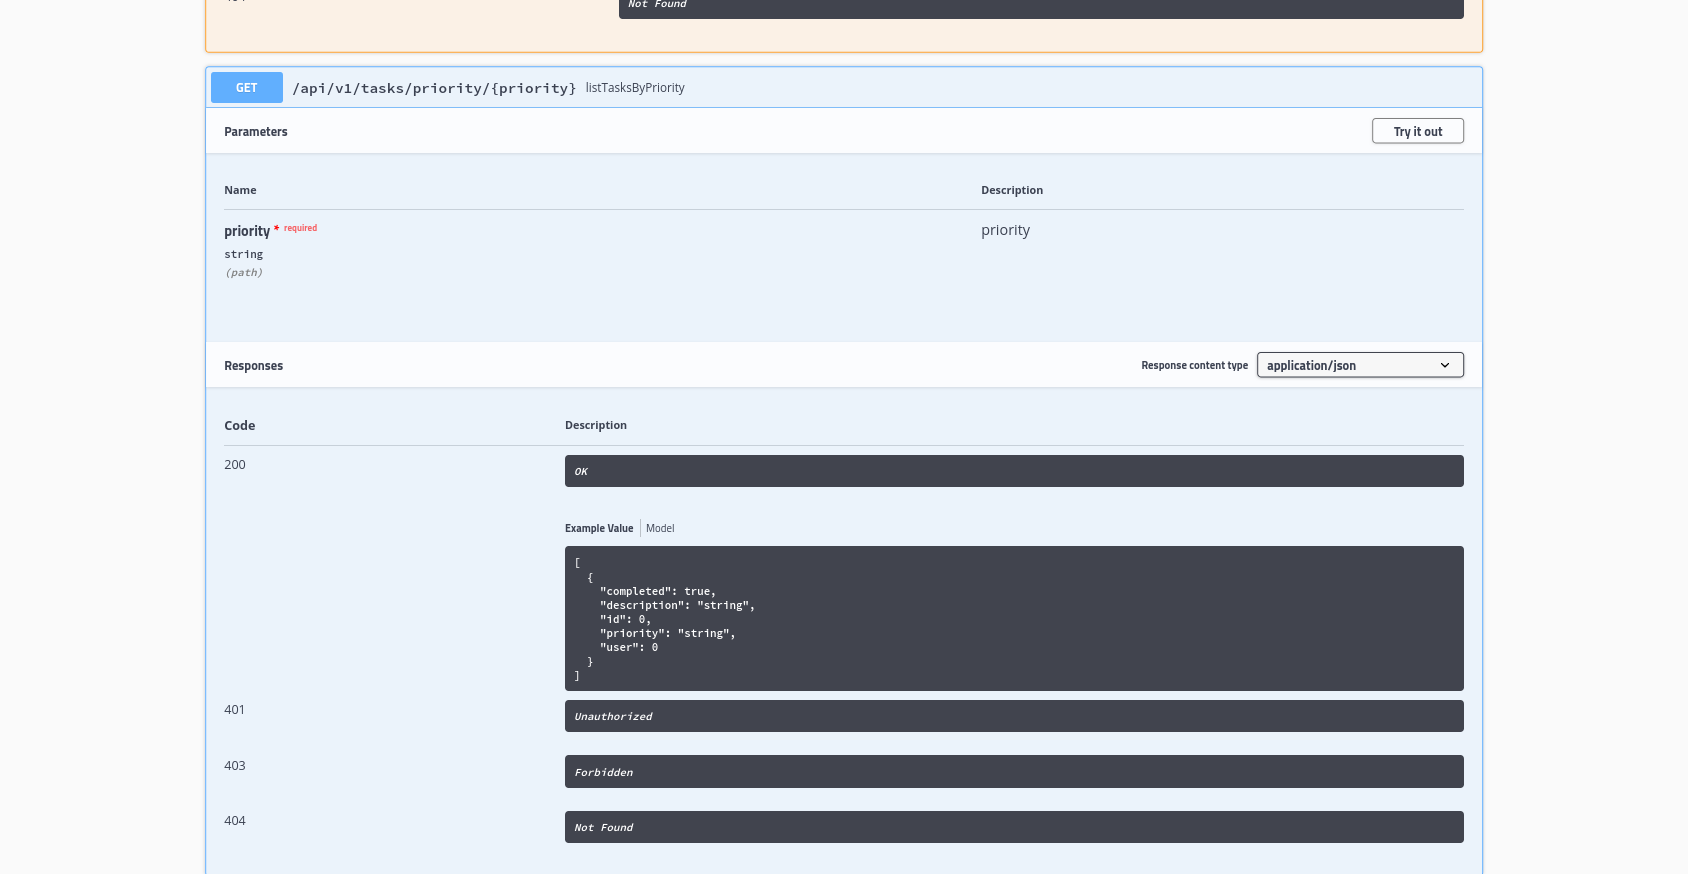 Not Found
GET /api/v1/tasks/priority/{priority} listTasksByPriority
Parameters
Try it out
Name Description
priority * required priority
string
(path)
Responses Response content type application/json
Code Description
200 OK
Example Value Model
[
  {
    "completed": true,
    "description": "string",
    "id": 0,
    "priority": "string",
    "user": 0
  }
]
401 Unauthorized
403 Forbidden
404 Not Found